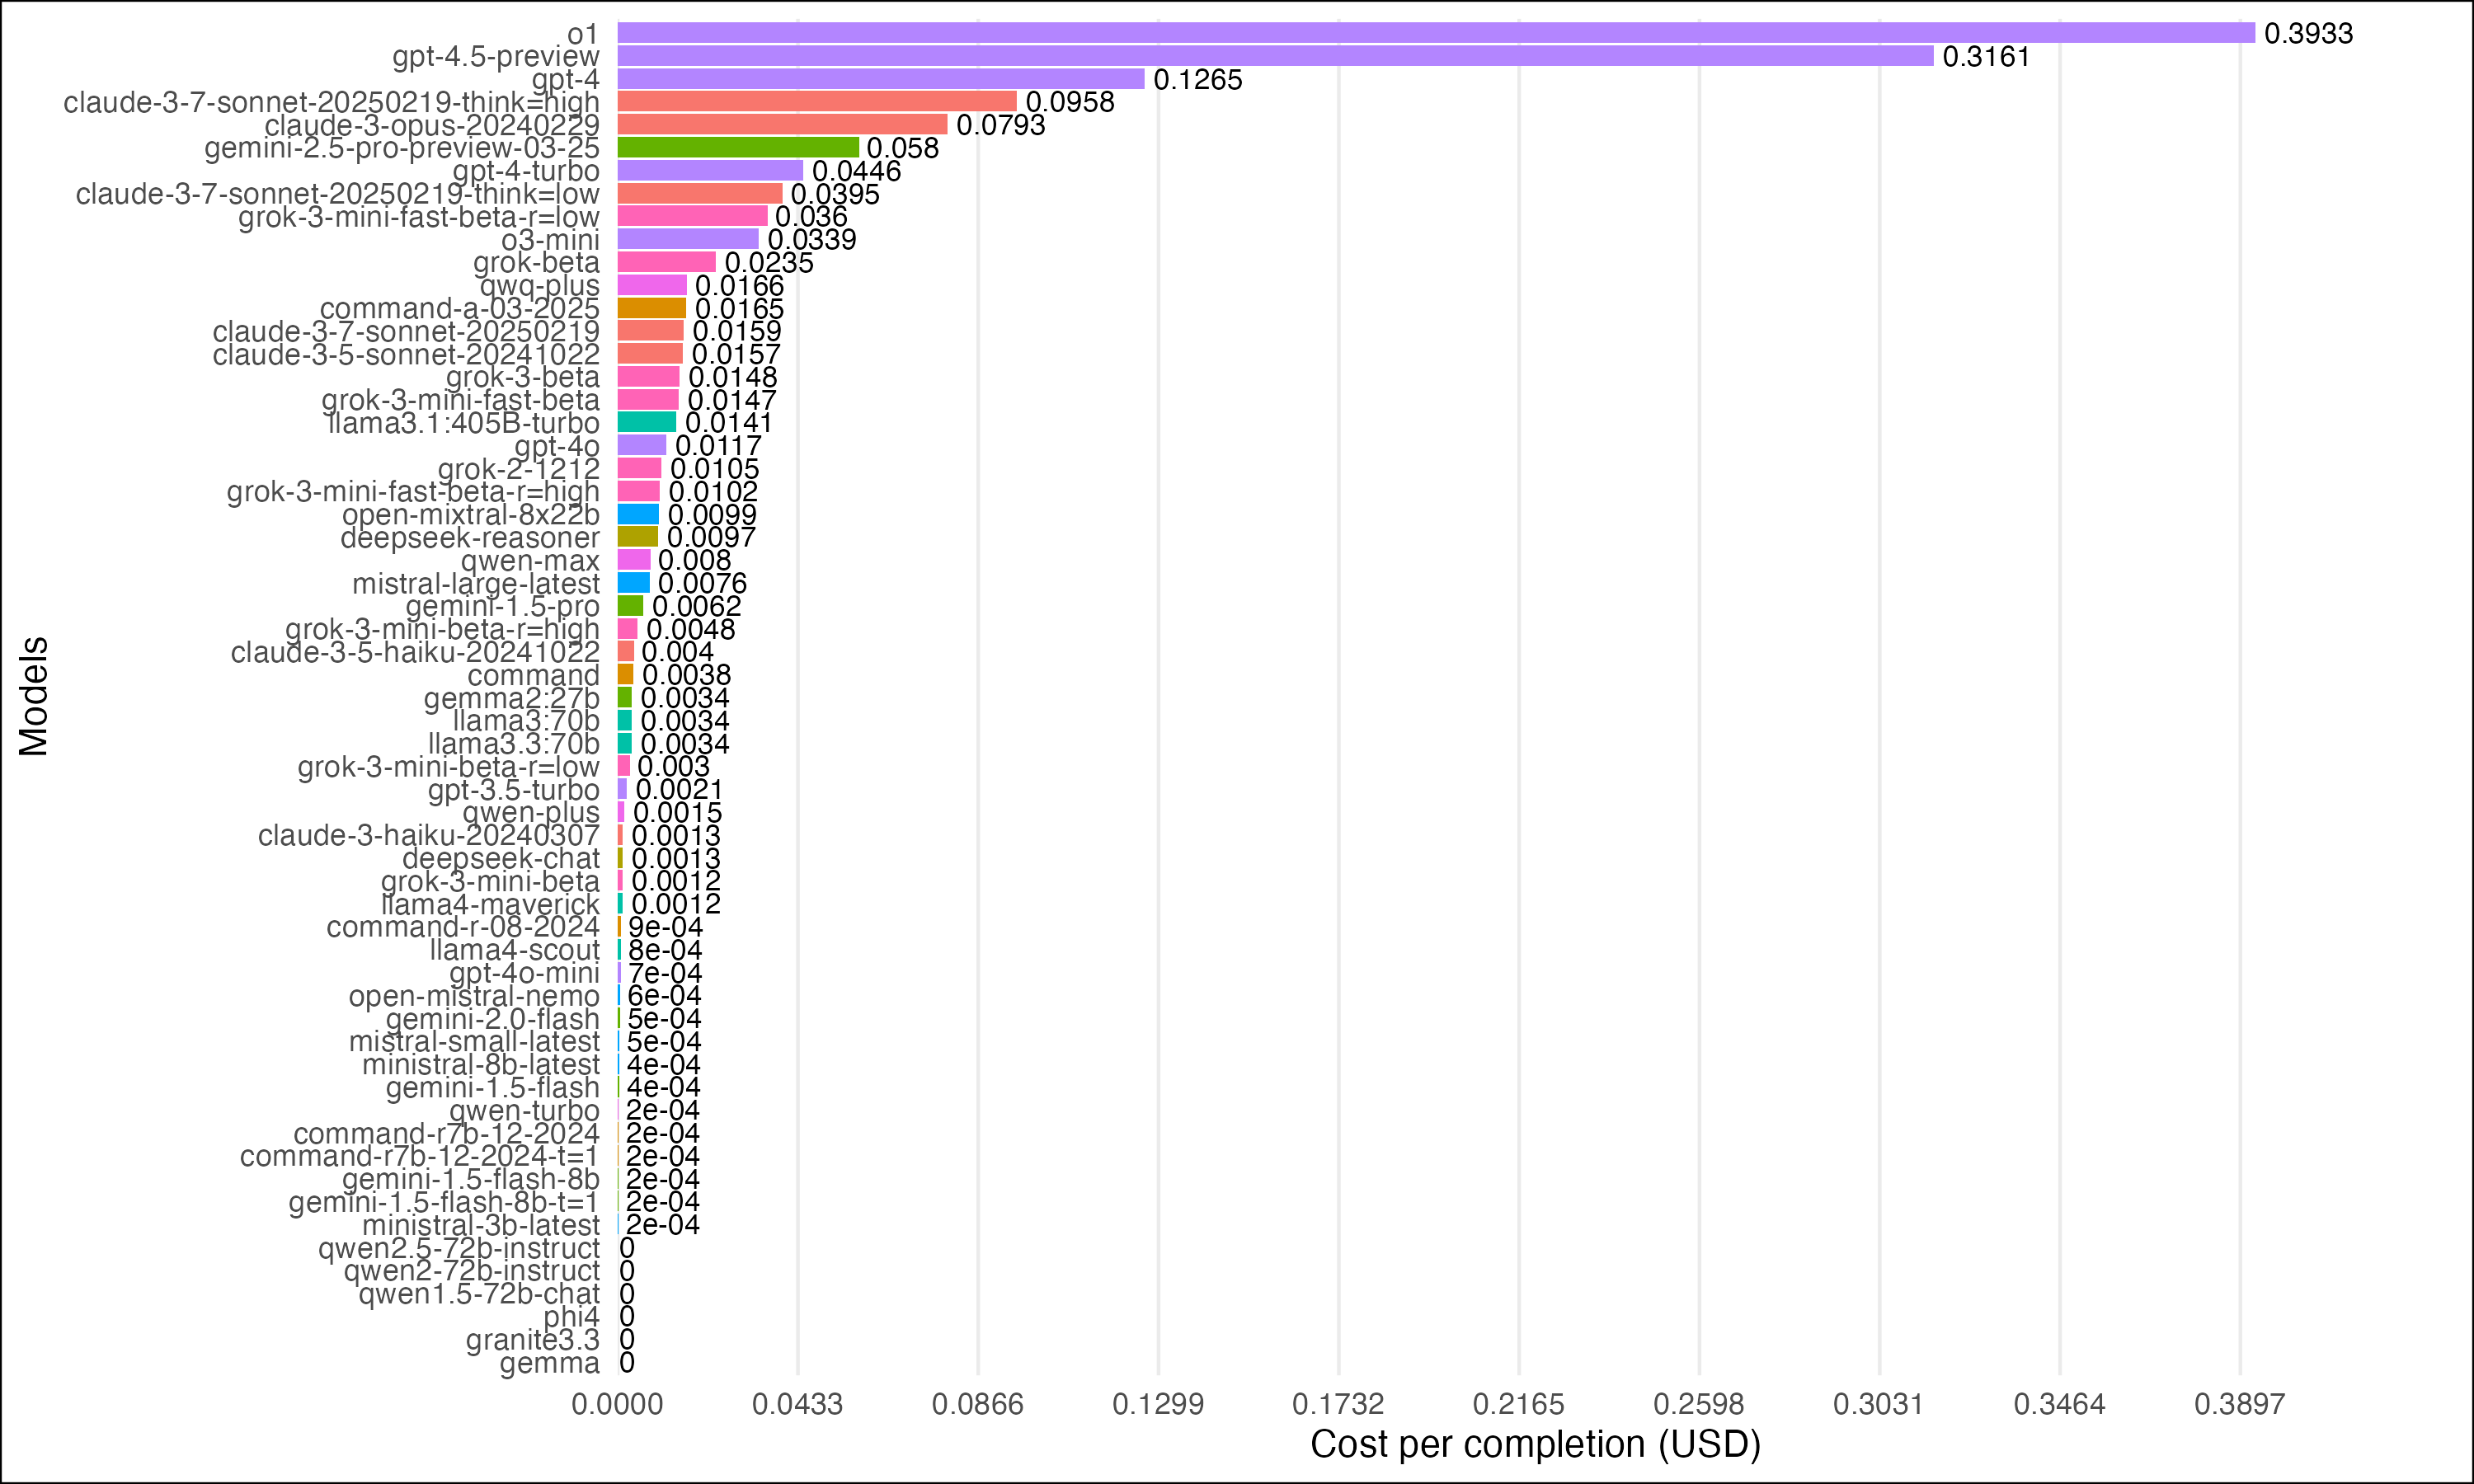 o1 0.3933
gpt-4.5-preview 0.3161
gpt-4 0.1265
claude-3-7-sonnet-20250219-think=high 0.0958
claude-3-opus-20240229 0.0793
gemini-2.5-pro-preview-03-25 0.058
gpt-4-turbo 0.0446
claude-3-7-sonnet-20250219-think=low 0.0395
grok-3-mini-fast-beta-r=low 0.036
o3-mini 0.0339
grok-beta 0.0235
qwq-plus 0.0166
command-a-03-2025 0.0165
claude-3-7-sonnet-20250219 0.0159
claude-3-5-sonnet-20241022 0.0157
grok-3-beta 0.0148
grok-3-mini-fast-beta 0.0147
llama3.1:405B-turbo 0.0141
gpt-4o 0.0117
grok-2-1212 0.0105
grok-3-mini-fast-beta-r=high 0.0102
open-mixtral-8x22b 0.0099
deepseek-reasoner 0.0097
qwen-max 0.008
mistral-large-latest 0.0076
gemini-1.5-pro 0.0062
grok-3-mini-beta-r=high 0.0048
claude-3-5-haiku-20241022 0.004
command 0.0038
gemma2:27b 0.0034
llama3:70b 0.0034
llama3.3:70b 0.0034
grok-3-mini-beta-r=low 0.003
gpt-3.5-turbo 0.0021
qwen-plus 0.0015
claude-3-haiku-20240307 0.0013
deepseek-chat 0.0013
grok-3-mini-beta 0.0012
llama4-maverick 0.0012
command-r-08-2024 9e-04
llama4-scout 8e-04
gpt-4o-mini 7e-04
open-mistral-nemo 6e-04
gemini-2.0-flash 5e-04
mistral-small-latest 5e-04
ministral-8b-latest 4e-04
gemini-1.5-flash 4e-04
qwen-turbo 2e-04
command-r7b-12-2024 2e-04
command-r7b-12-2024-t=1 2e-04
gemini-1.5-flash-8b 2e-04
gemini-1.5-flash-8b-t=1 2e-04
ministral-3b-latest 2e-04
qwen2.5-72b-instruct 0
qwen2-72b-instruct 0
qwen1.5-72b-chat 0
phi4 0
granite3.3 0
gemma 0
Models
0.0000 0.0433 0.0866 0.1299 0.1732 0.2165 0.2598 0.3031 0.3464 0.3897
Cost per completion (USD)